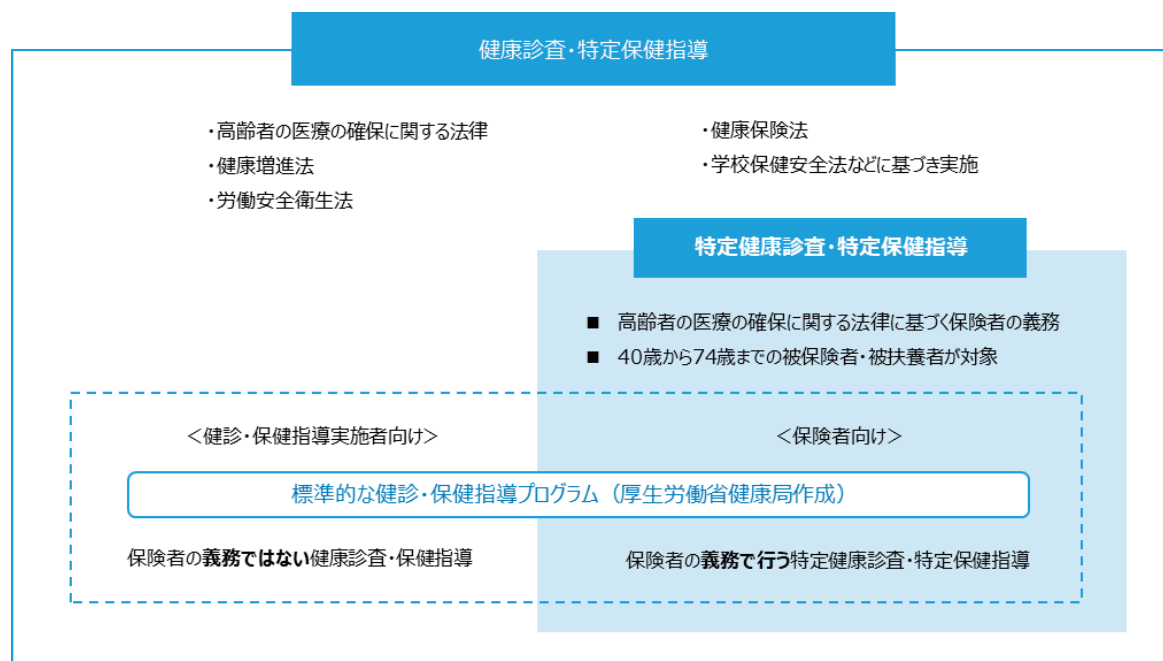 健康診査・特定保健指導
・高齢者の医療の確保に関する法律
・健康増進法
・労働安全衛生法
・健康保険法
・学校保健安全法などに基づき実施
特定健康診査・特定保健指導
■ 高齢者の医療の確保に関する法律に基づく保険者の義務
■ 40歳から74歳までの被保険者・被扶養者が対象
＜健診・保健指導実施者向け＞
＜保険者向け＞
標準的な健診・保健指導プログラム（厚生労働省健康局作成）
保険者の義務ではない健康診査・保健指導
保険者の義務で行う特定健康診査・特定保健指導